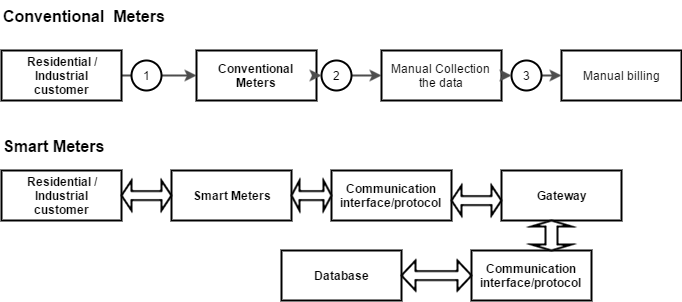 Conventional  Meters
Residential /
Industrial
customer
1
Conventional
Meters
2
Manual Collection
the data
3
Manual billing
Smart Meters
Residential /
Industrial
customer
Smart Meters
Communication
interface/protocol
Gateway
Database
Communication
interface/protocol